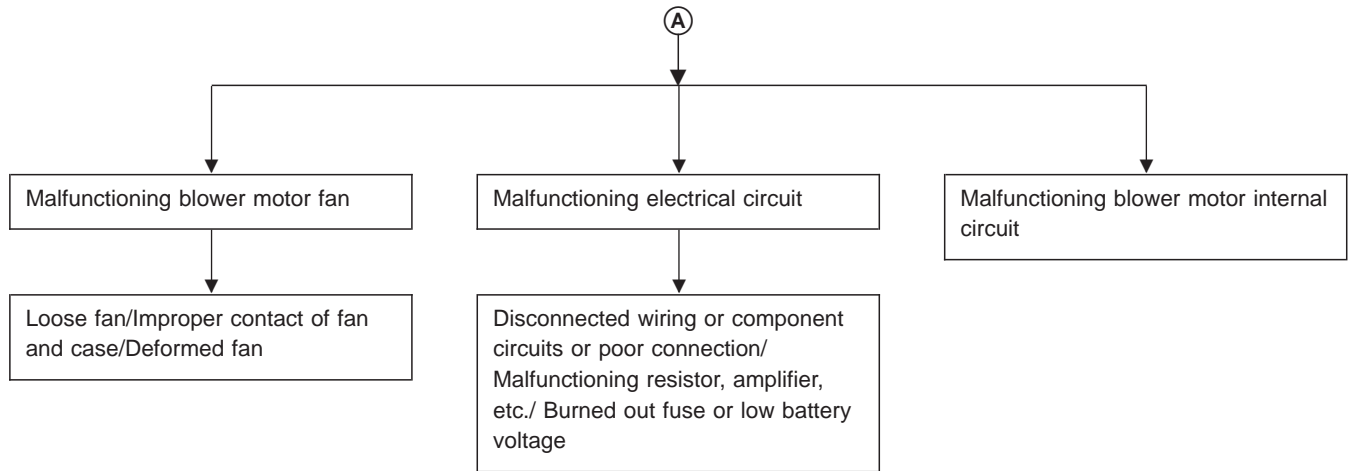 A
Malfunctioning blower motor fan
Malfunctioning electrical circuit
Malfunctioning blower motor internal
circuit
Loose fan/Improper contact of fan
and case/Deformed fan
Disconnected wiring or component
circuits or poor connection/
Malfunctioning resistor, amplifier,
etc./ Burned out fuse or low battery
voltage